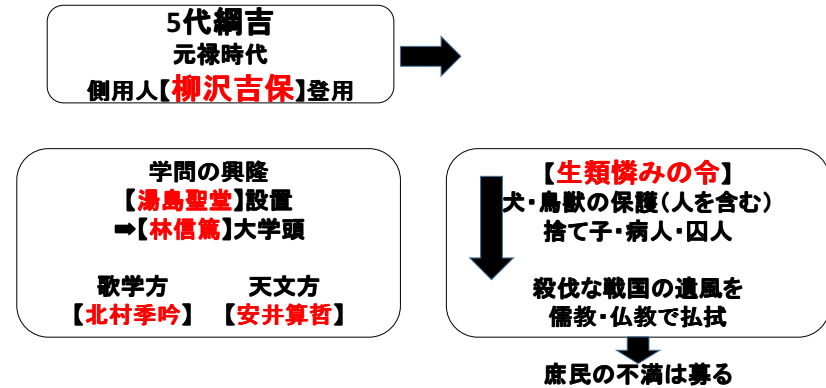 5代綱吉
元禄時代
側用人【柳沢吉保】登用
学問の興隆
【湯島聖堂】設置
➡【林信篤】大学頭
歌学方 天文方
【北村季吟】 【安井算哲】
【生類憐みの令】
犬・鳥獣の保護(人を含む)
捨て子・病人・囚人
殺伐な戦国の遺風を
儒教・仏教で払拭
庶民の不満は募る